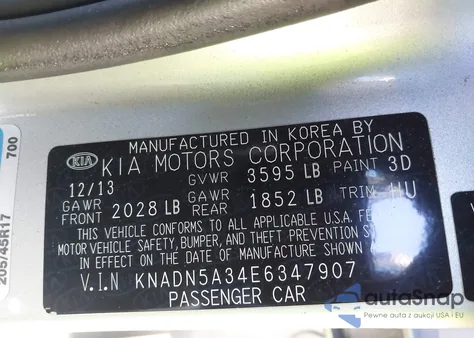 MANUFACTURED IN KOREA BY
KIA KIA MOTORS CORPORATION
12/13 GVWR 3595 LB PAINT 3D
GAWR FRONT 2028 LB GAWR REAR 1852 LB TRIM HU
THIS VEHICLE CONFORMS TO ALL APPLICABLE U.S.A. FE
MOTOR VEHICLE SAFETY, BUMPER, AND THEFT PREVENTION S
IN EFFECT ON THE DATE OF MANUFACTURE SHOWN
V.I.N KNADN5A34E6347907
PASSENGER CAR
700
205/45R17
autoSnap
Pewne auta z aukcji USA i EU